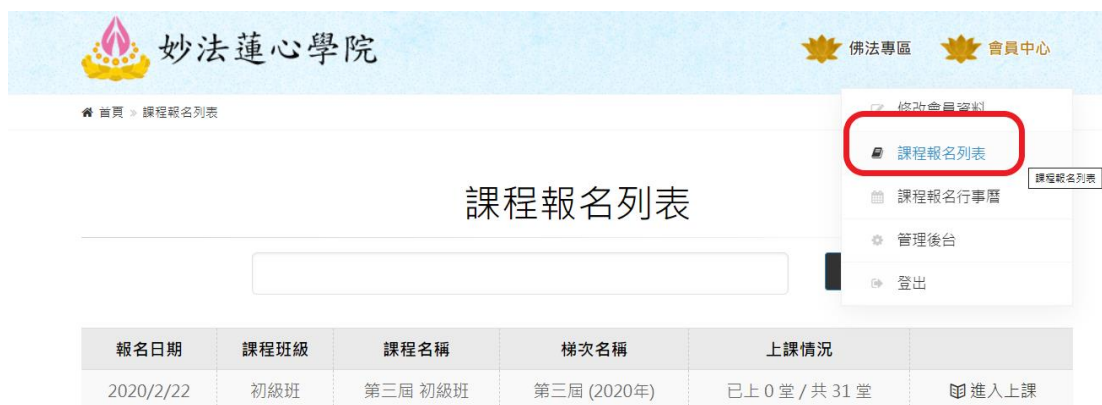 妙法蓮心學院
佛法專區 會員中心
首頁 » 課程報名列表
修改會員資料
課程報名列表
課程報名列表
課程報名行事曆
管理後台
登出
課程報名列表
報名日期 課程班級 課程名稱 梯次名稱 上課情況
2020/2/22 初級班 第三屆 初級班 第三屆 (2020年) 已上 0 堂 / 共 31 堂 進入上課